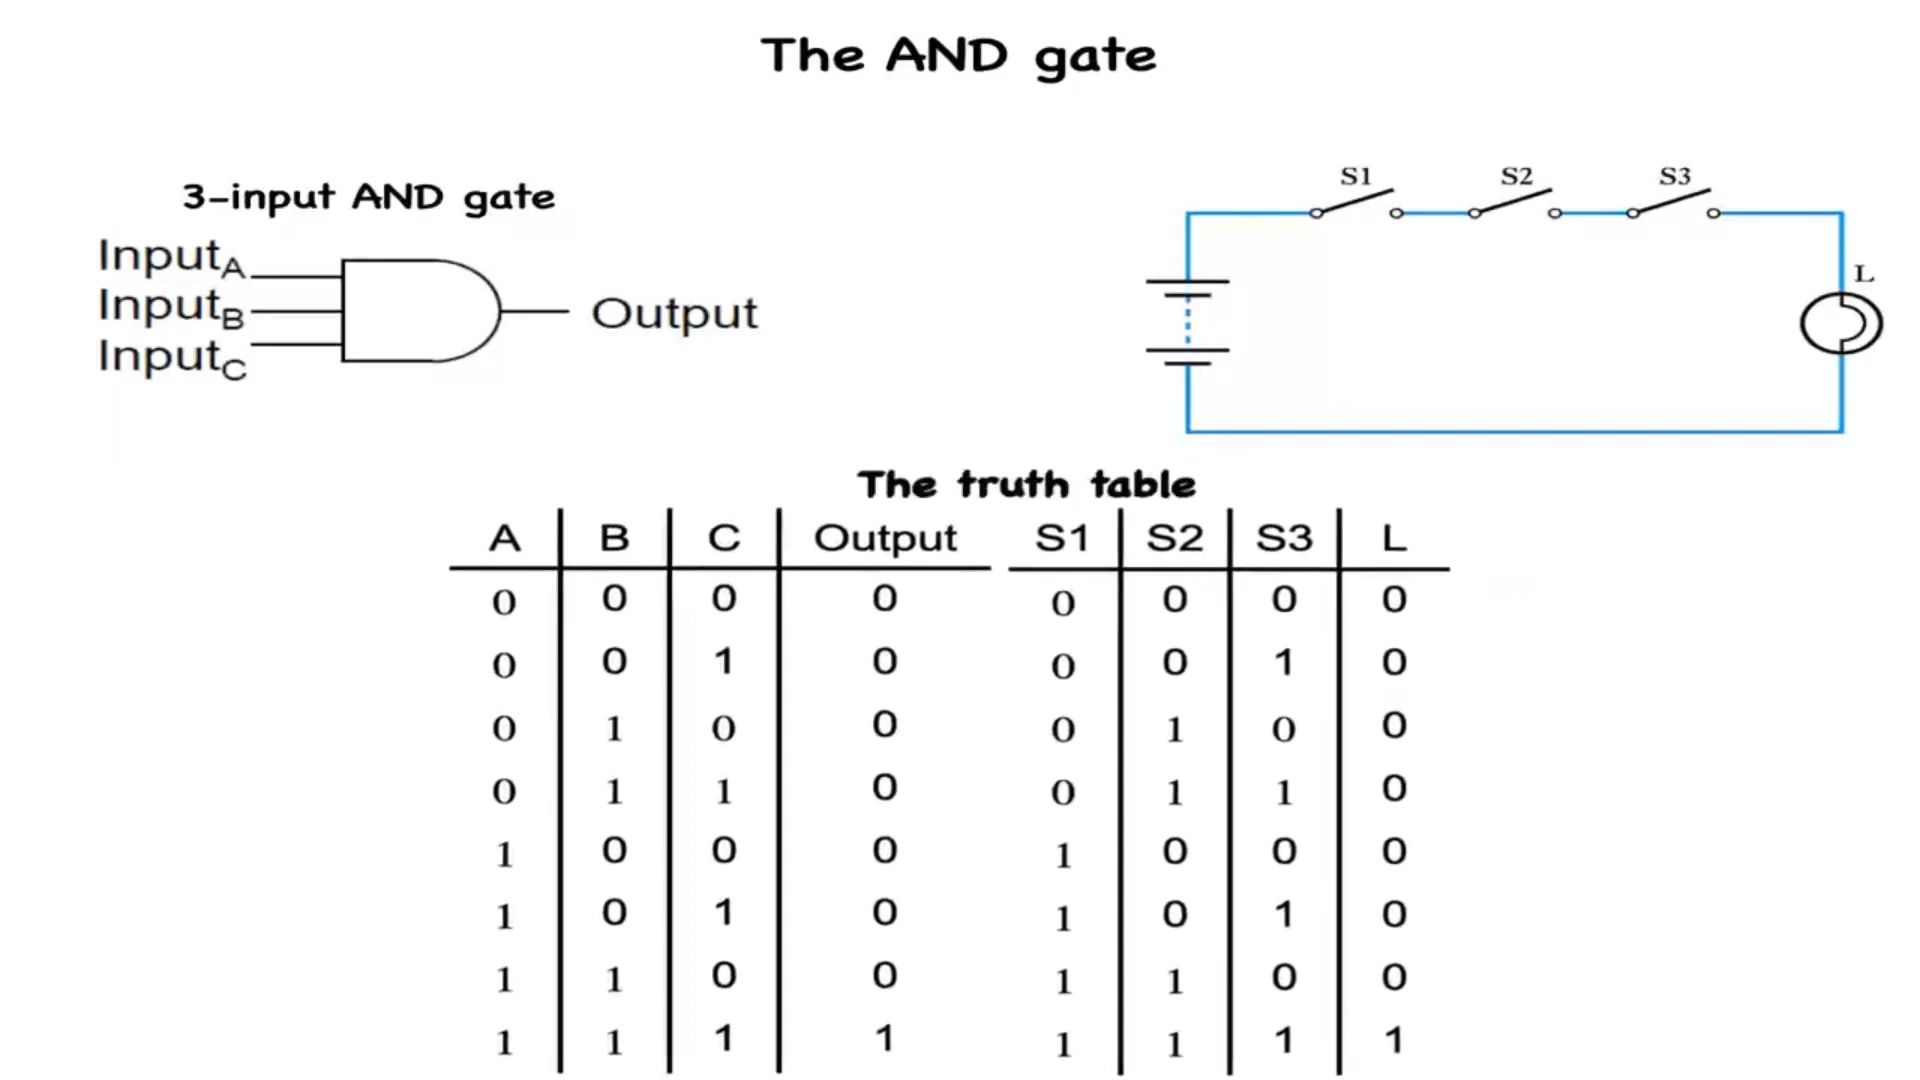 The AND gate
3-input AND gate
Input_A
Input_B
Input_C
Output
S1 S2 S3
L
The truth table
A B C Output S1 S2 S3 L
0 0 0 0 0 0 0 0
0 0 1 0 0 0 1 0
0 1 0 0 0 1 0 0
0 1 1 0 0 1 1 0
1 0 0 0 1 0 0 0
1 0 1 0 1 0 1 0
1 1 0 0 1 1 0 0
1 1 1 1 1 1 1 1